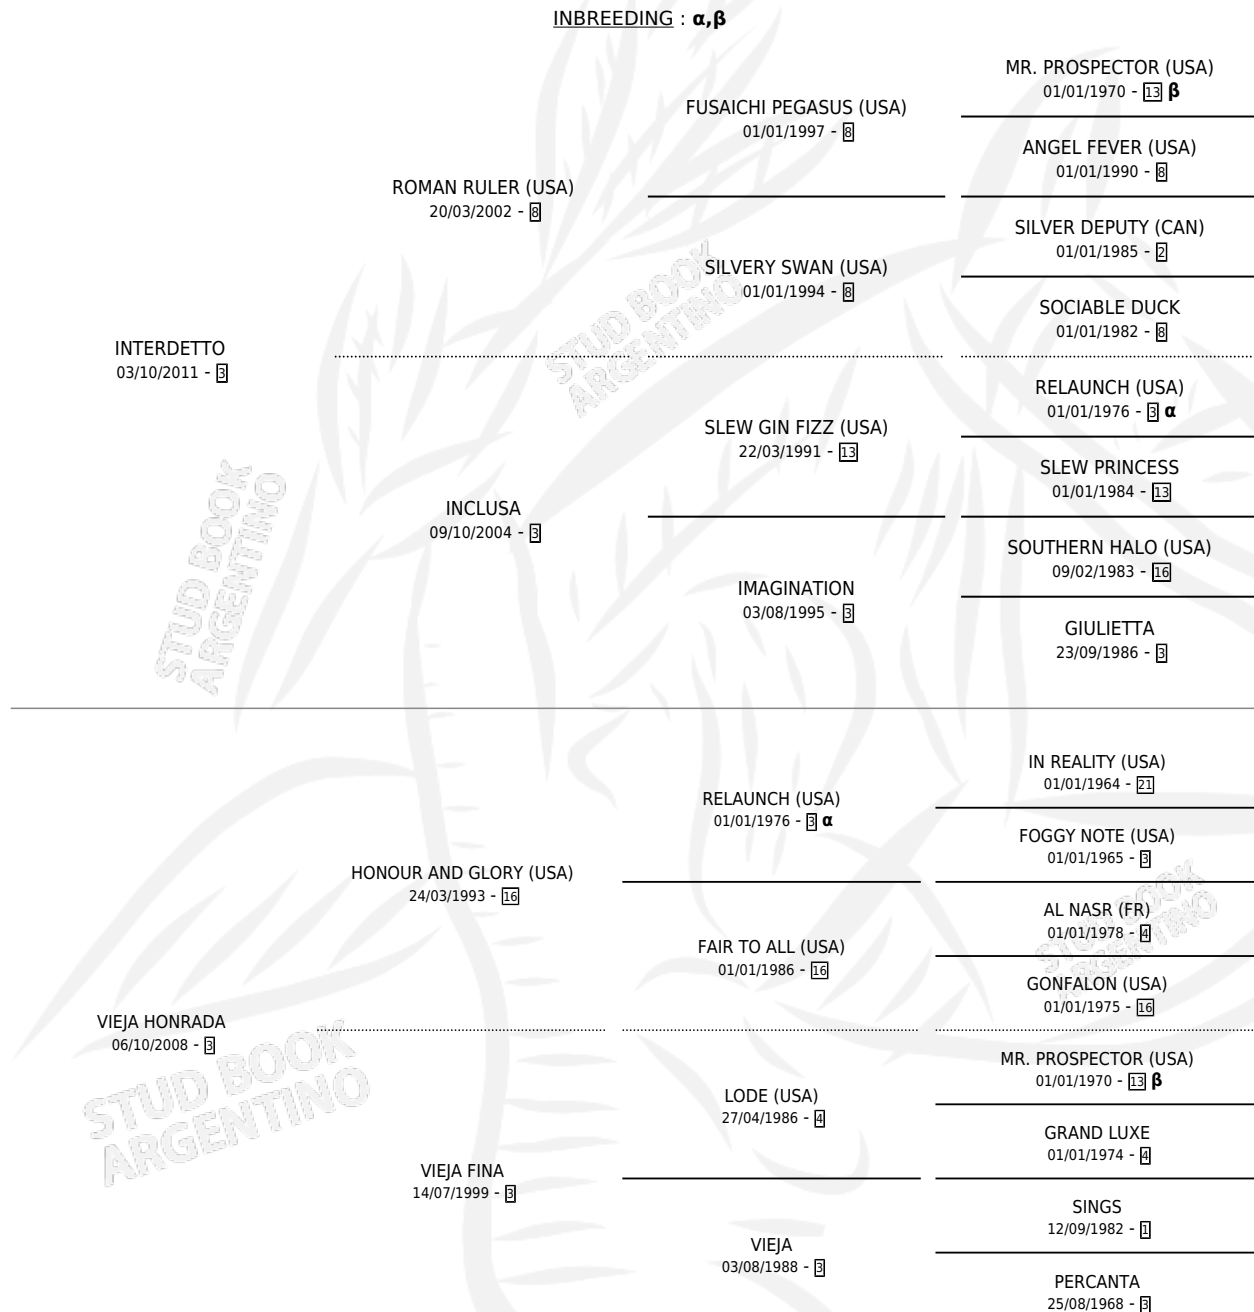 INBREEDING : α,β
MR. PROSPECTOR (USA)
01/01/1970 - 13 β
FUSAICHI PEGASUS (USA)
01/01/1997 - 8
ANGEL FEVER (USA)
01/01/1990 - 8
ROMAN RULER (USA)
20/03/2002 - 8
SILVER DEPUTY (CAN)
01/01/1985 - 2
SILVERY SWAN (USA)
01/01/1994 - 8
SOCIABLE DUCK
01/01/1982 - 8
INTERDETTO
03/10/2011 - 3
RELAUNCH (USA)
01/01/1976 - 3 α
SLEW GIN FIZZ (USA)
22/03/1991 - 13
SLEW PRINCESS
01/01/1984 - 13
INCLUSA
09/10/2004 - 3
SOUTHERN HALO (USA)
09/02/1983 - 16
IMAGINATION
03/08/1995 - 3
GIULIETTA
23/09/1986 - 3
IN REALITY (USA)
01/01/1964 - 21
RELAUNCH (USA)
01/01/1976 - 3 α
FOGGY NOTE (USA)
01/01/1965 - 3
HONOUR AND GLORY (USA)
24/03/1993 - 16
AL NASR (FR)
01/01/1978 - 4
FAIR TO ALL (USA)
01/01/1986 - 16
GONFALON (USA)
01/01/1975 - 16
VIEJA HONRADA
06/10/2008 - 3
MR. PROSPECTOR (USA)
01/01/1970 - 13 β
LODE (USA)
27/04/1986 - 4
GRAND LUXE
01/01/1974 - 4
VIEJA FINA
14/07/1999 - 3
SINGS
12/09/1982 - 1
VIEJA
03/08/1988 - 3
PERCANTA
25/08/1968 - 3
STUD BOOK
ARGENTINO
STUD BOOK
ARGENTINO
STUD BOOK
ARGENTINO
STUD BOOK
ARGENTINO